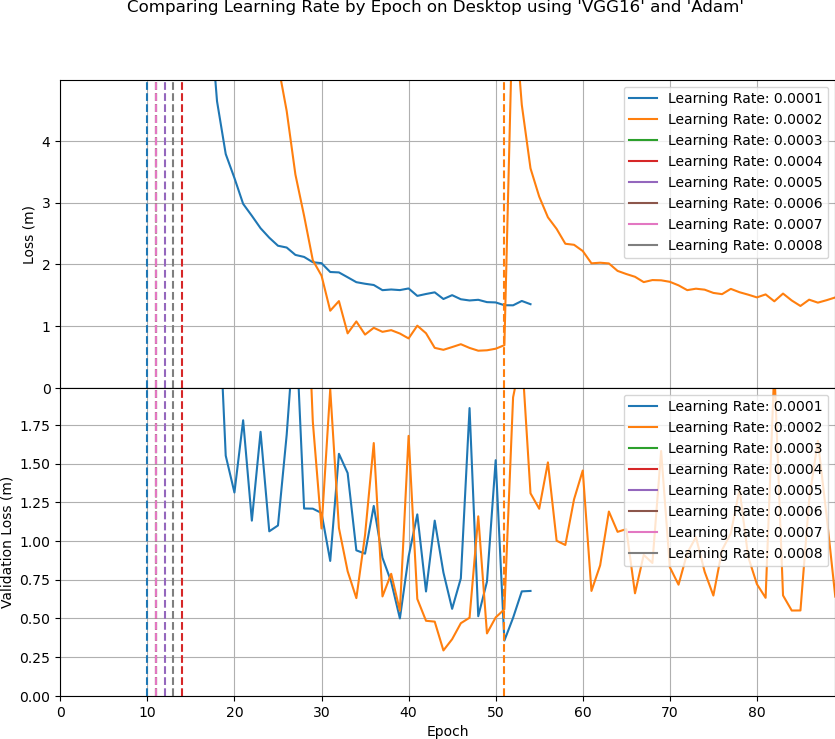 Comparing Learning Rate by Epoch on Desktop using 'VGG16' and 'Adam'
Loss (m)
4
3
2
1
0
Learning Rate: 0.0001
Learning Rate: 0.0002
Learning Rate: 0.0003
Learning Rate: 0.0004
Learning Rate: 0.0005
Learning Rate: 0.0006
Learning Rate: 0.0007
Learning Rate: 0.0008
Validation Loss (m)
1.75
1.50
1.25
1.00
0.75
0.50
0.25
0.00
Learning Rate: 0.0001
Learning Rate: 0.0002
Learning Rate: 0.0003
Learning Rate: 0.0004
Learning Rate: 0.0005
Learning Rate: 0.0006
Learning Rate: 0.0007
Learning Rate: 0.0008
0 10 20 30 40 50 60 70 80
Epoch